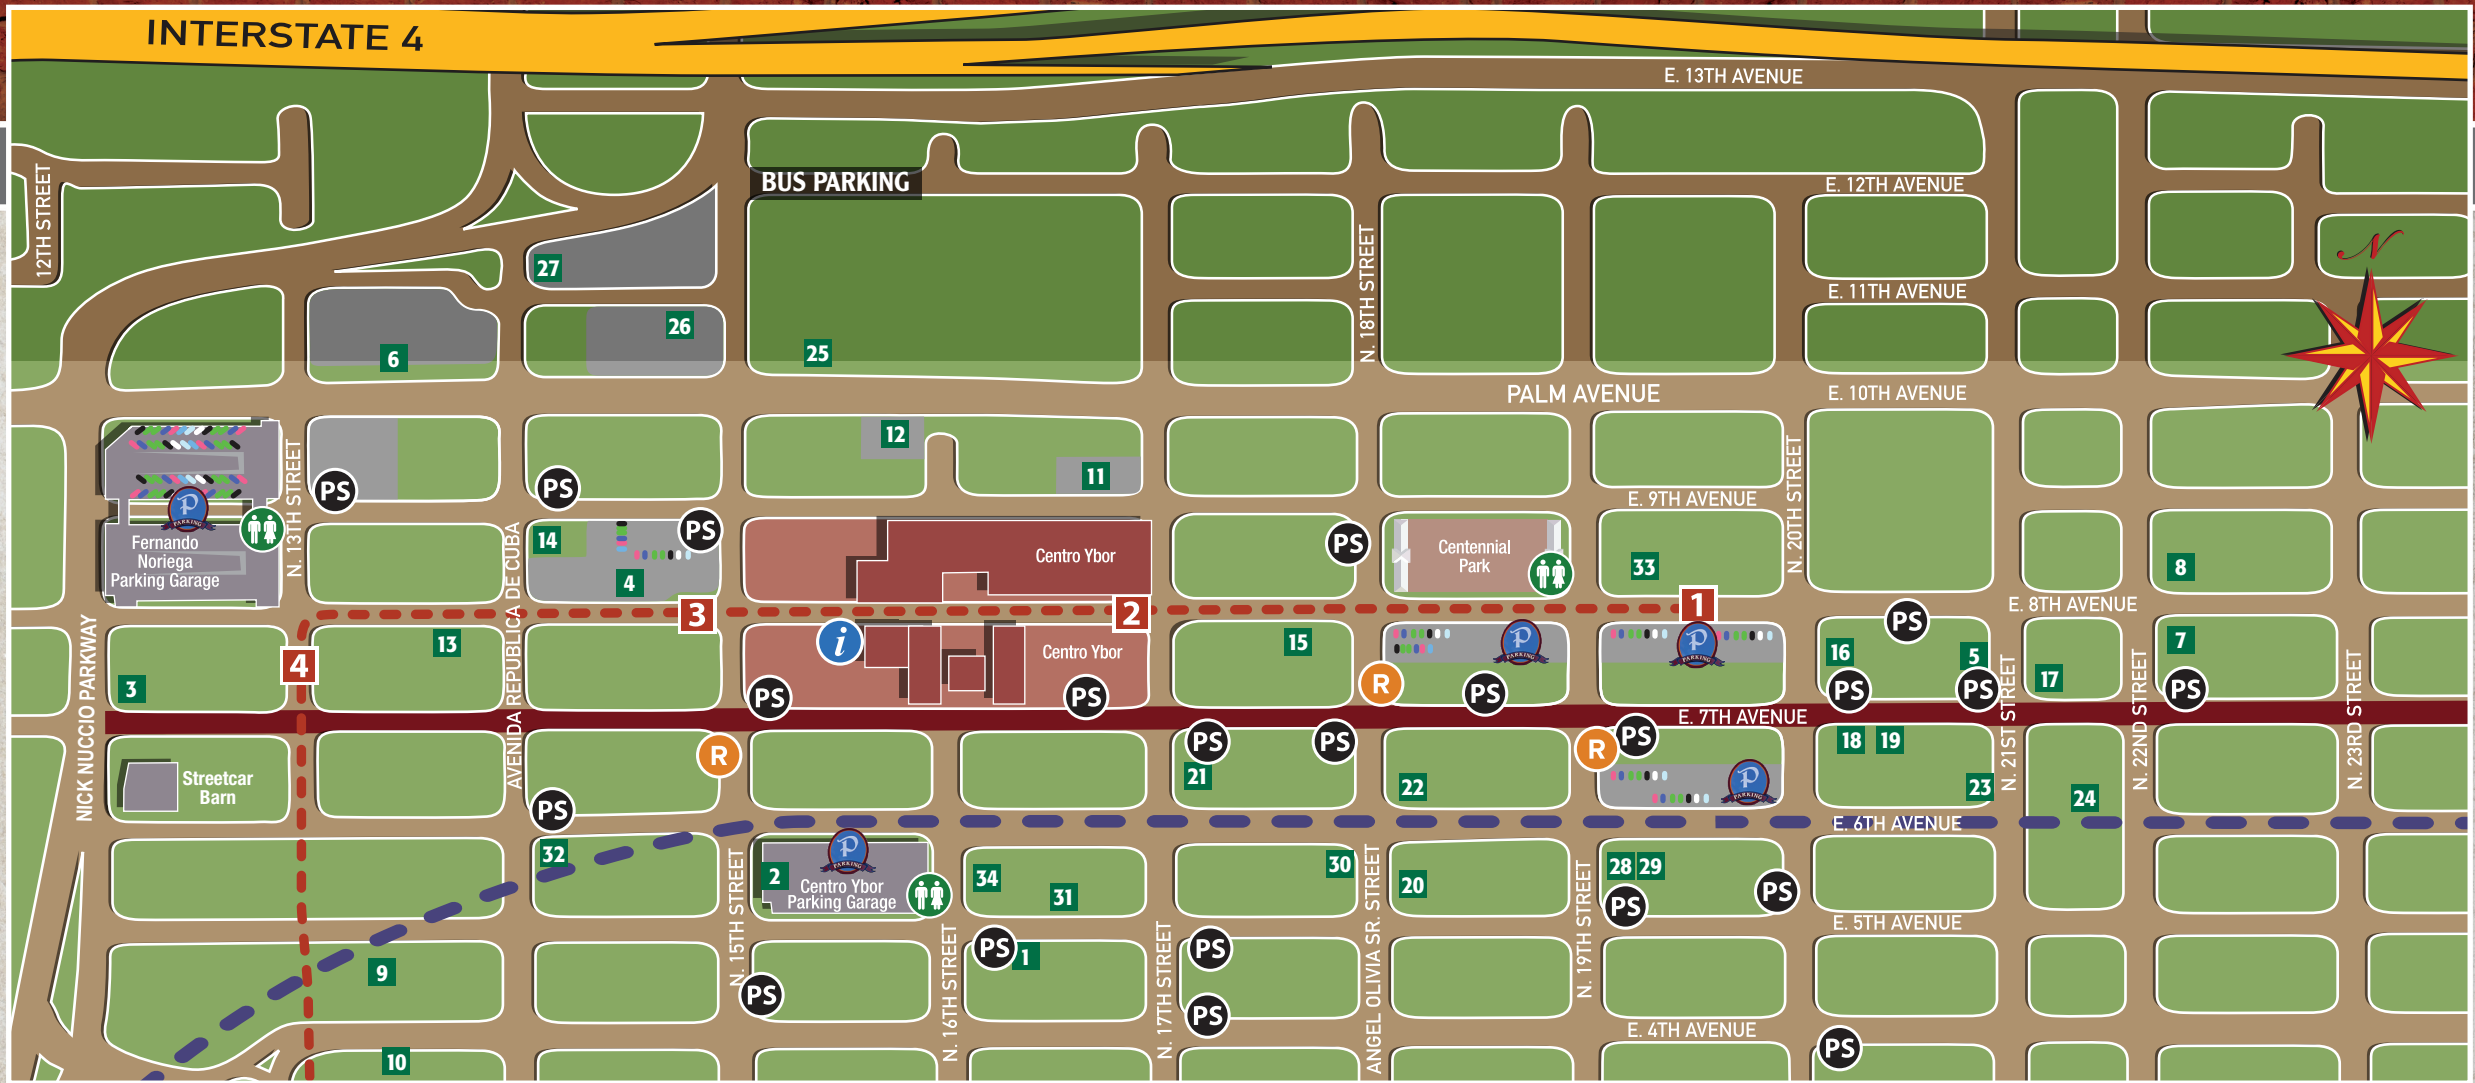 INTERSTATE 4
E. 13TH AVENUE
BUS PARKING
12TH STREET
E. 12TH AVENUE
N
27
N. 18TH STREET
E. 11TH AVENUE
26
6
25
PALM AVENUE
E. 10TH AVENUE
12
11
N. 13TH STREET
PS
PS
N. 20TH STREET
E. 9TH AVENUE
P
PARKING
Fernando
Noriega
Parking Garage
AVENIDA REPUBLICA DE CUBA
14
PS
4
Centro Ybor
PS
Centennial
Park
33
8
3
2
1
E. 8TH AVENUE
NICK NUCCIO PARKWAY
4
13
3
i
Centro Ybor
15
P
PARKING
P
PARKING
PS
16
5
17
7
PS
PS
R
PS
PS
PS
PS
N. 21ST STREET
N. 22ND STREET
N. 23RD STREET
E. 7TH AVENUE
Streetcar
Barn
R
PS
PS
21
22
R
PS
P
PARKING
18
19
23
24
PS
E. 6TH AVENUE
32
N. 15TH STREET
P
PARKING
2
Centro Ybor
Parking Garage
34
31
30
ANGEL OLIVIA SR. STREET
20
N. 19TH STREET
28
29
PS
PS
E. 5TH AVENUE
9
N. 16TH STREET
PS
1
N. 17TH STREET
PS
PS
PS
E. 4TH AVENUE
PS
10